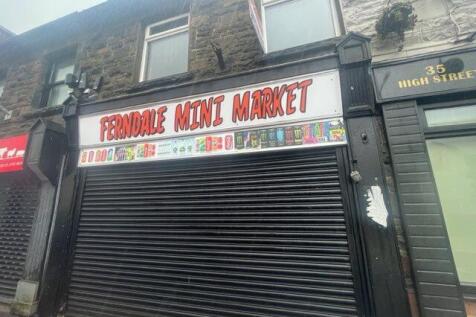 FERNDALE MINI MARKET
35
HIGH STREET